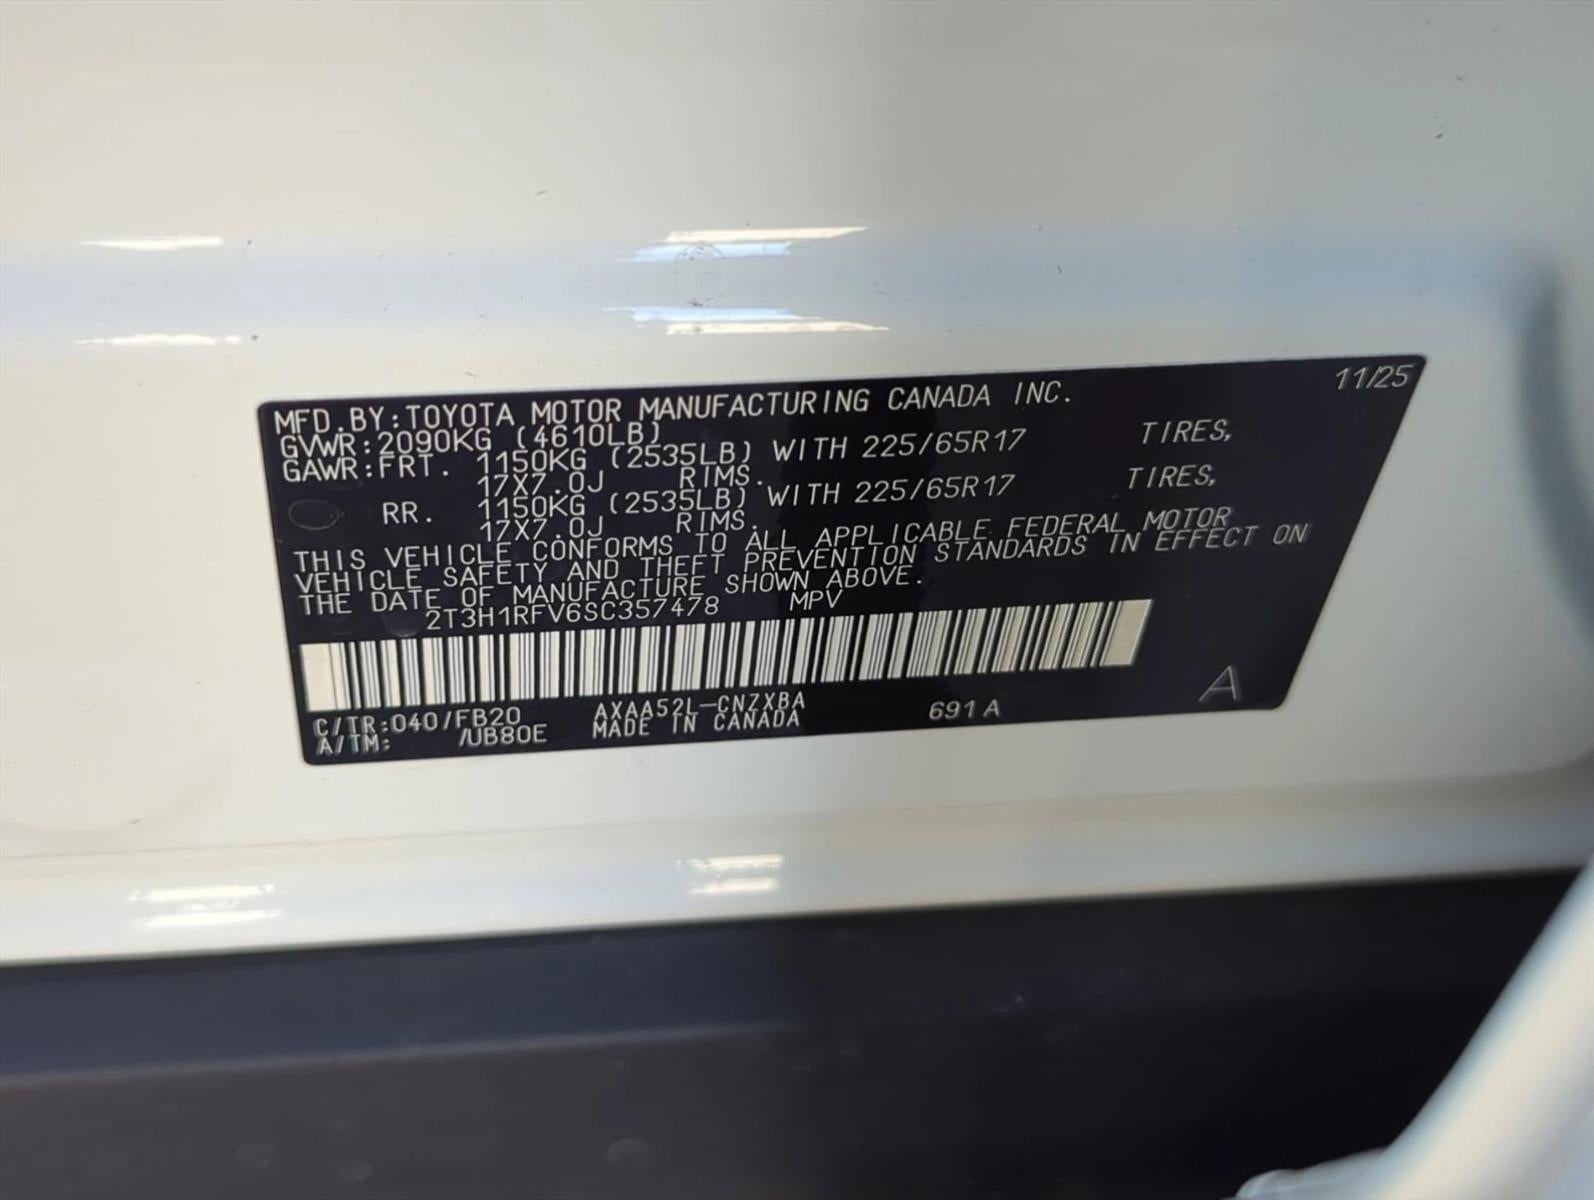 MFD.BY:TOYOTA MOTOR MANUFACTURING CANADA INC. 11/25
GVWR:2090KG (4610LB)
GAWR:FRT. 1150KG (2535LB) WITH 225/65R17 TIRES,
17X7.0J RIMS.
RR. 1150KG (2535LB) WITH 225/65R17 TIRES,
17X7.0J RIMS.
THIS VEHICLE CONFORMS TO ALL APPLICABLE FEDERAL MOTOR
VEHICLE SAFETY AND THEFT PREVENTION STANDARDS IN EFFECT ON
THE DATE OF MANUFACTURE SHOWN ABOVE.
2T3H1RFV6SC357478 MPV
C/TR:040/FB20 AXAA52L-CNZXBA 691A A
A/TM: /UB80E MADE IN CANADA